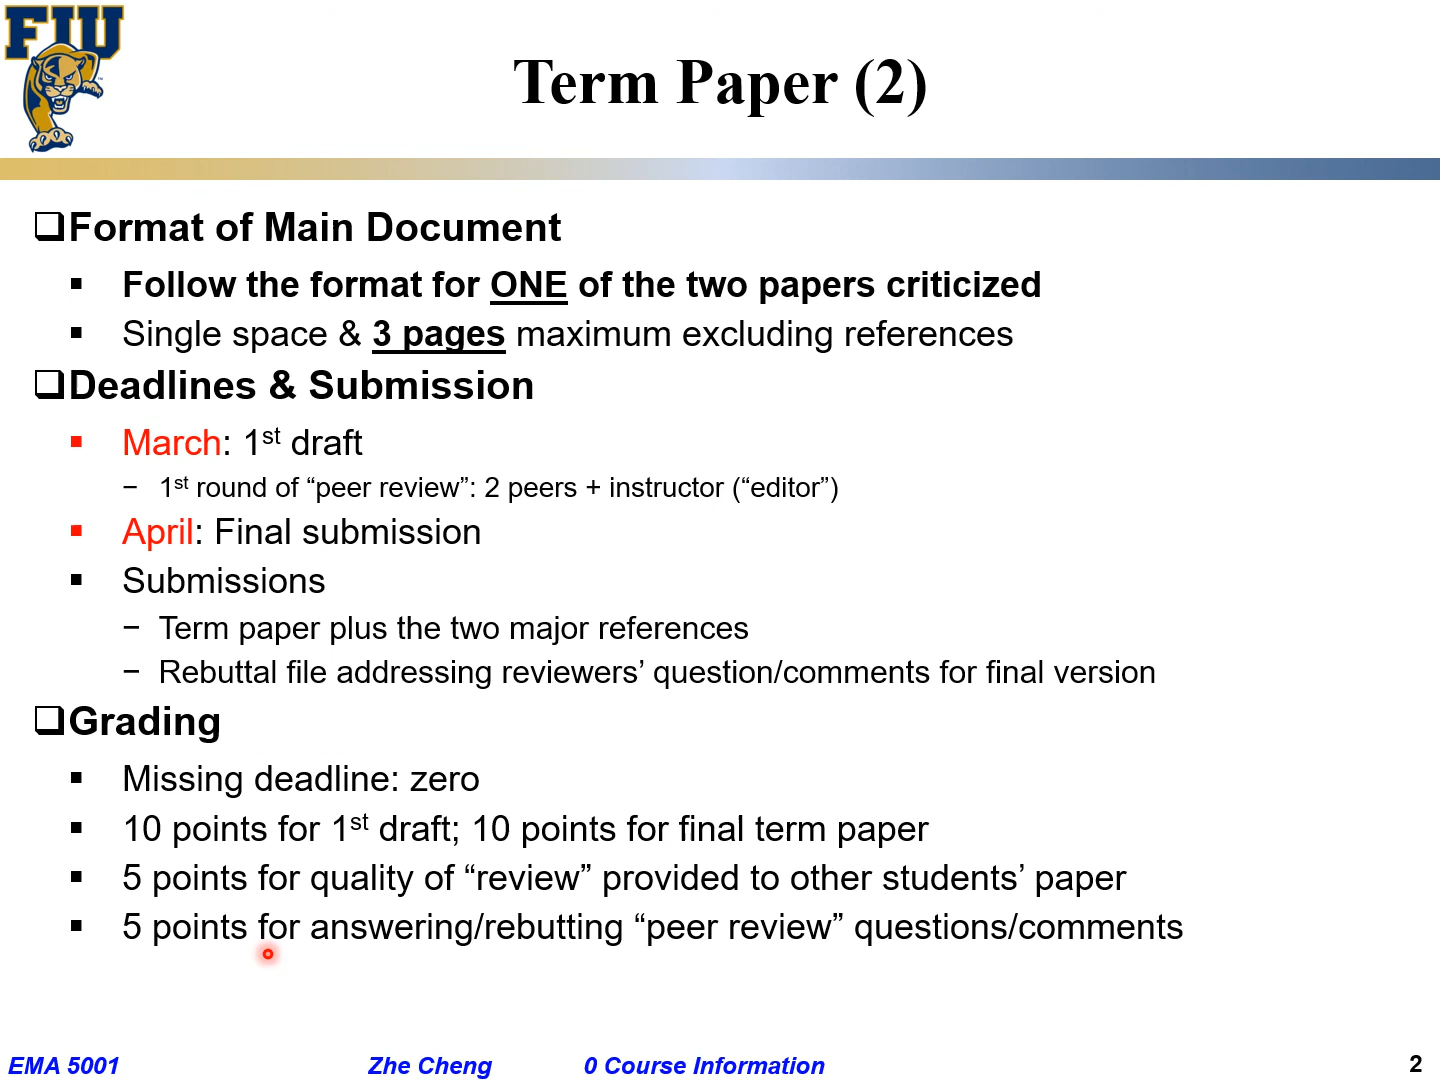 FIU
Term Paper (2)
❑Format of Main Document
▪ Follow the format for ONE of the two papers criticized
▪ Single space & 3 pages maximum excluding references
❑Deadlines & Submission
▪ March: 1st draft
− 1st round of “peer review”: 2 peers + instructor (“editor”)
▪ April: Final submission
▪ Submissions
− Term paper plus the two major references
− Rebuttal file addressing reviewers’ question/comments for final version
❑Grading
▪ Missing deadline: zero
▪ 10 points for 1st draft; 10 points for final term paper
▪ 5 points for quality of “review” provided to other students’ paper
▪ 5 points for answering/rebutting “peer review” questions/comments
EMA 5001 Zhe Cheng 0 Course Information 2